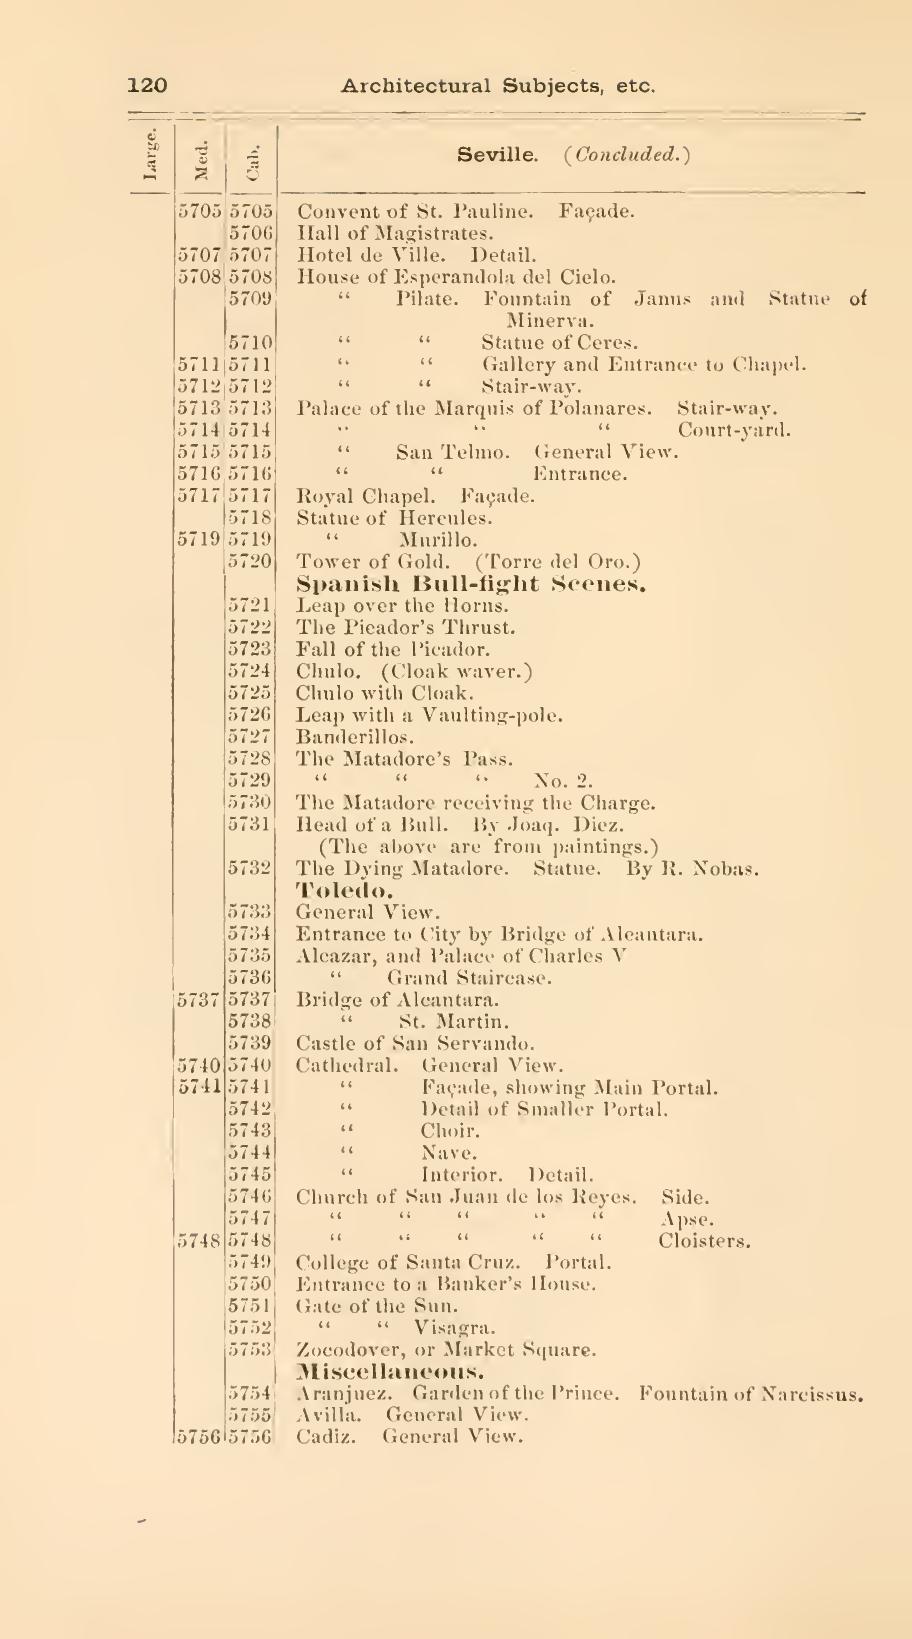 120 Architectural Subjects, etc.
Large. Med. Cab. Seville. (Concluded.)
5705 5705 Convent of St. Pauline. Façade.
5706 Hall of Magistrates.
5707 5707 Hotel de Ville. Detail.
5708 5708 House of Esperandola del Cielo.
5709 “ Pilate. Fountain of Janus and Statue of
Minerva.
5710 “ “ Statue of Ceres.
5711 5711 “ “ Gallery and Entrance to Chapel.
5712 5712 “ “ Stair-way.
5713 5713 Palace of the Marquis of Polanares. Stair-way.
5714 5714 “ “ “ Court-yard.
5715 5715 “ San Telmo. General View.
5716 5716 “ “ Entrance.
5717 5717 Royal Chapel. Façade.
5718 Statue of Hercules.
5719 5719 “ Murillo.
5720 Tower of Gold. (Torre del Oro.)
Spanish Bull-fight Scenes.
5721 Leap over the Horns.
5722 The Picador’s Thrust.
5723 Fall of the Picador.
5724 Chulo. (Cloak waver.)
5725 Chulo with Cloak.
5726 Leap with a Vaulting-pole.
5727 Banderillos.
5728 The Matadore’s Pass.
5729 “ “ “ No. 2.
5730 The Matadore receiving the Charge.
5731 Head of a Bull. By Joaq. Diez.
(The above are from paintings.)
5732 The Dying Matadore. Statue. By R. Nobas.
Toledo.
5733 General View.
5734 Entrance to City by Bridge of Alcantara.
5735 Alcazar, and Palace of Charles V
5736 “ Grand Staircase.
5737 5737 Bridge of Alcantara.
5738 “ St. Martin.
5739 Castle of San Servando.
5740 5740 Cathedral. General View.
5741 5741 “ Façade, showing Main Portal.
5742 “ Detail of Smaller Portal.
5743 “ Choir.
5744 “ Nave.
5745 “ Interior. Detail.
5746 Church of San Juan de los Reyes. Side.
5747 “ “ “ “ “ Apse.
5748 5748 “ “ “ “ “ Cloisters.
5749 College of Santa Cruz. Portal.
5750 Entrance to a Banker’s House.
5751 Gate of the Sun.
5752 “ “ Visagra.
5753 Zocodover, or Market Square.
Miscellaneous.
5754 Aranjuez. Garden of the Prince. Fountain of Narcissus.
5755 Avilla. General View.
5756 5756 Cadiz. General View.